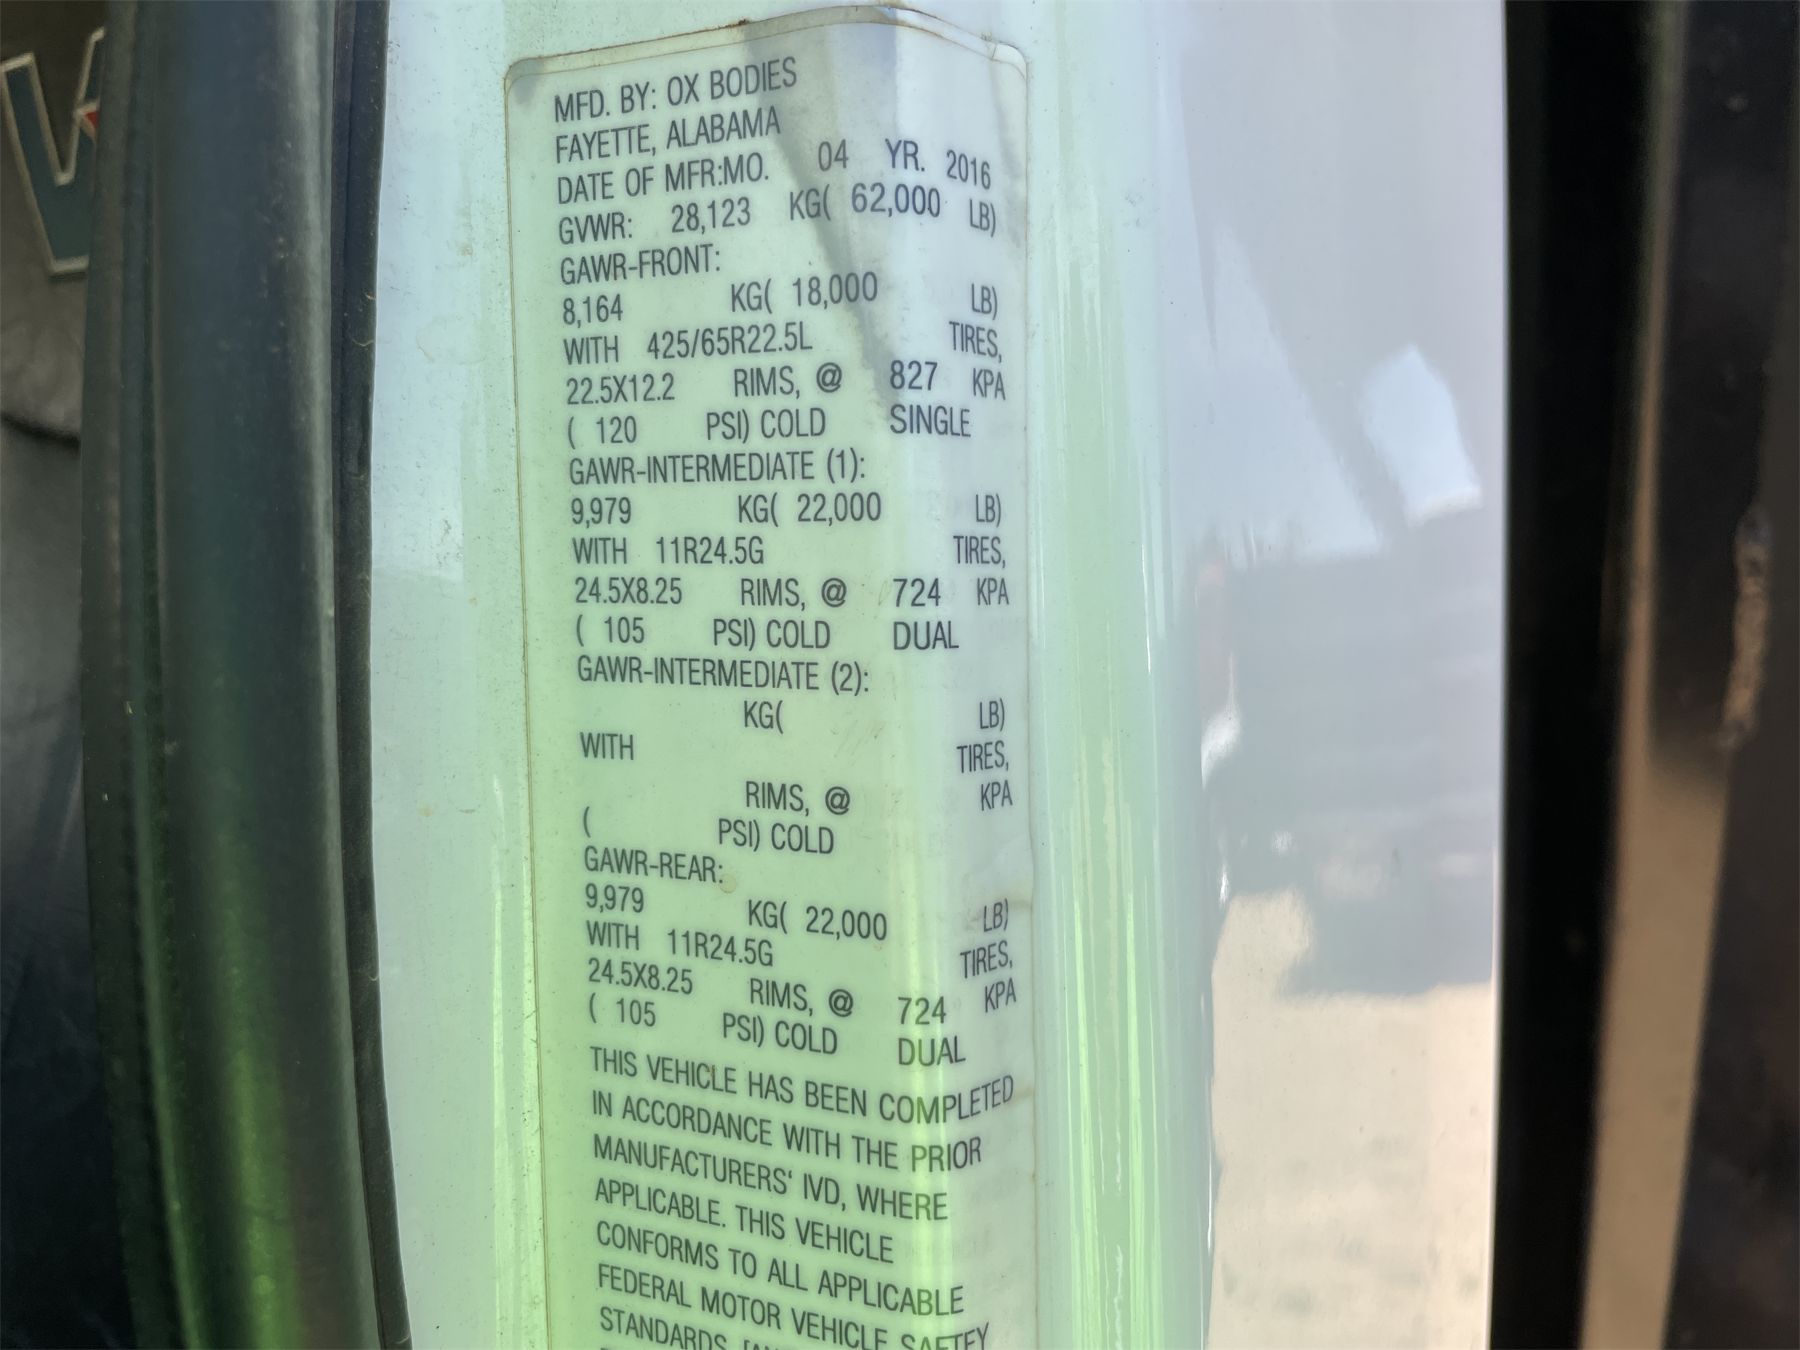 MFD. BY: OX BODIES
FAYETTE, ALABAMA
DATE OF MFR:MO. 04 YR. 2016
GVWR: 28,123 KG( 62,000 LB)
GAWR-FRONT:
8,164 KG( 18,000 LB)
WITH 425/65R22.5L TIRES,
22.5X12.2 RIMS, @ 827 KPA
( 120 PSI) COLD SINGLE
GAWR-INTERMEDIATE (1):
9,979 KG( 22,000 LB)
WITH 11R24.5G TIRES,
24.5X8.25 RIMS, @ 724 KPA
( 105 PSI) COLD DUAL
GAWR-INTERMEDIATE (2):
KG( LB)
WITH TIRES,
RIMS, @ KPA
( PSI) COLD
GAWR-REAR:
9,979 KG( 22,000 LB)
WITH 11R24.5G TIRES,
24.5X8.25 RIMS, @ 724 KPA
( 105 PSI) COLD DUAL
THIS VEHICLE HAS BEEN COMPLETED
IN ACCORDANCE WITH THE PRIOR
MANUFACTURERS' IVD, WHERE
APPLICABLE. THIS VEHICLE
CONFORMS TO ALL APPLICABLE
FEDERAL MOTOR VEHICLE SAFTEY
STANDARDS